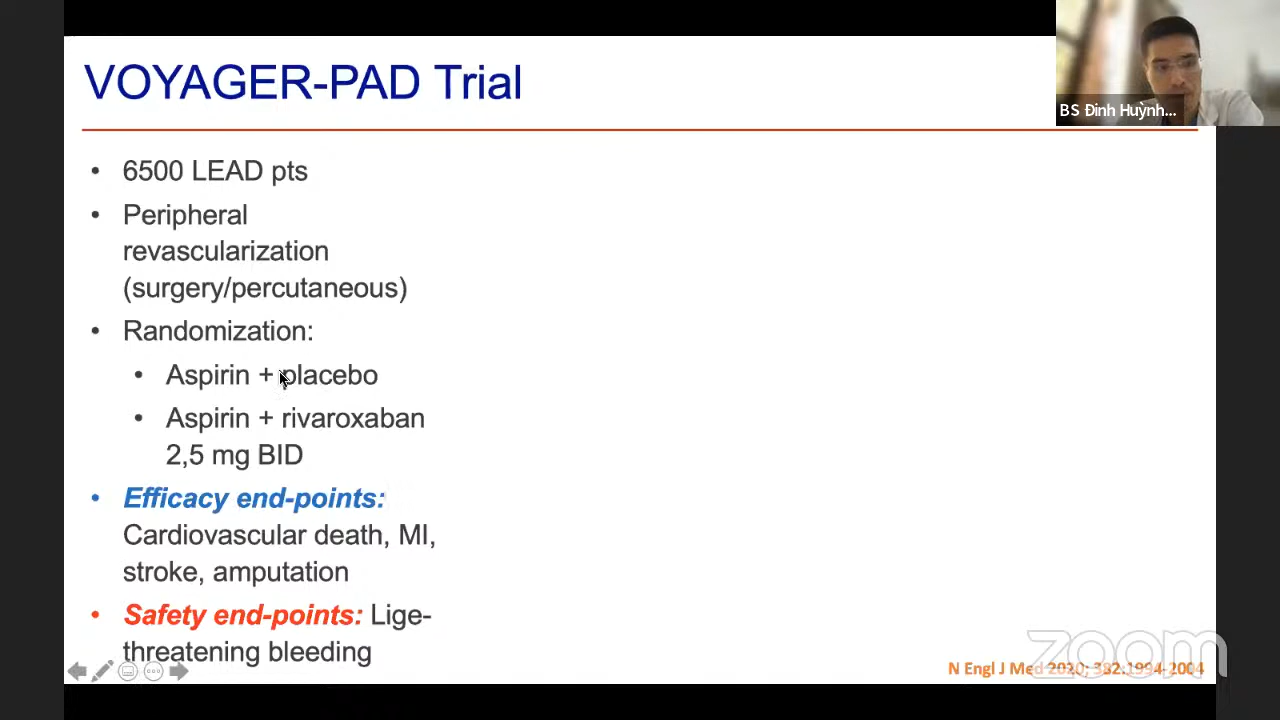 VOYAGER-PAD Trial
BS Đinh Huỳnh...
• 6500 LEAD pts
• Peripheral
revascularization
(surgery/percutaneous)
• Randomization:
• Aspirin + placebo
• Aspirin + rivaroxaban
2,5 mg BID
• Efficacy end-points:
Cardiovascular death, MI,
stroke, amputation
• Safety end-points: Lige-
threatening bleeding
N Engl J Med 2020; 382:1994-2004
zoom